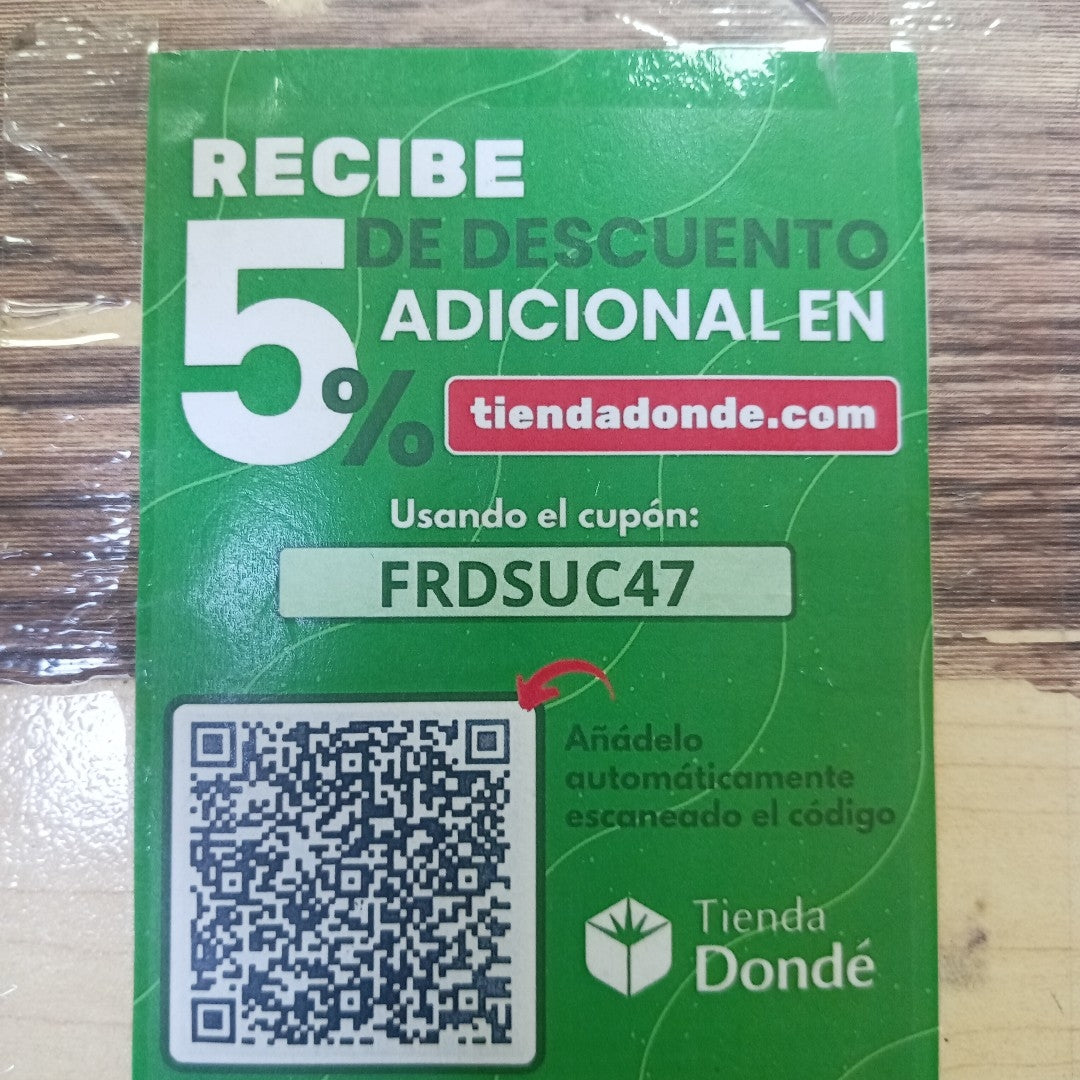 RECIBE
5% DE DESCUENTO
ADICIONAL EN
tiendadonde.com
Usando el cupón:
FRDSUC47
Añádelo
automáticamente
escaneado el código
Tienda
Dondé